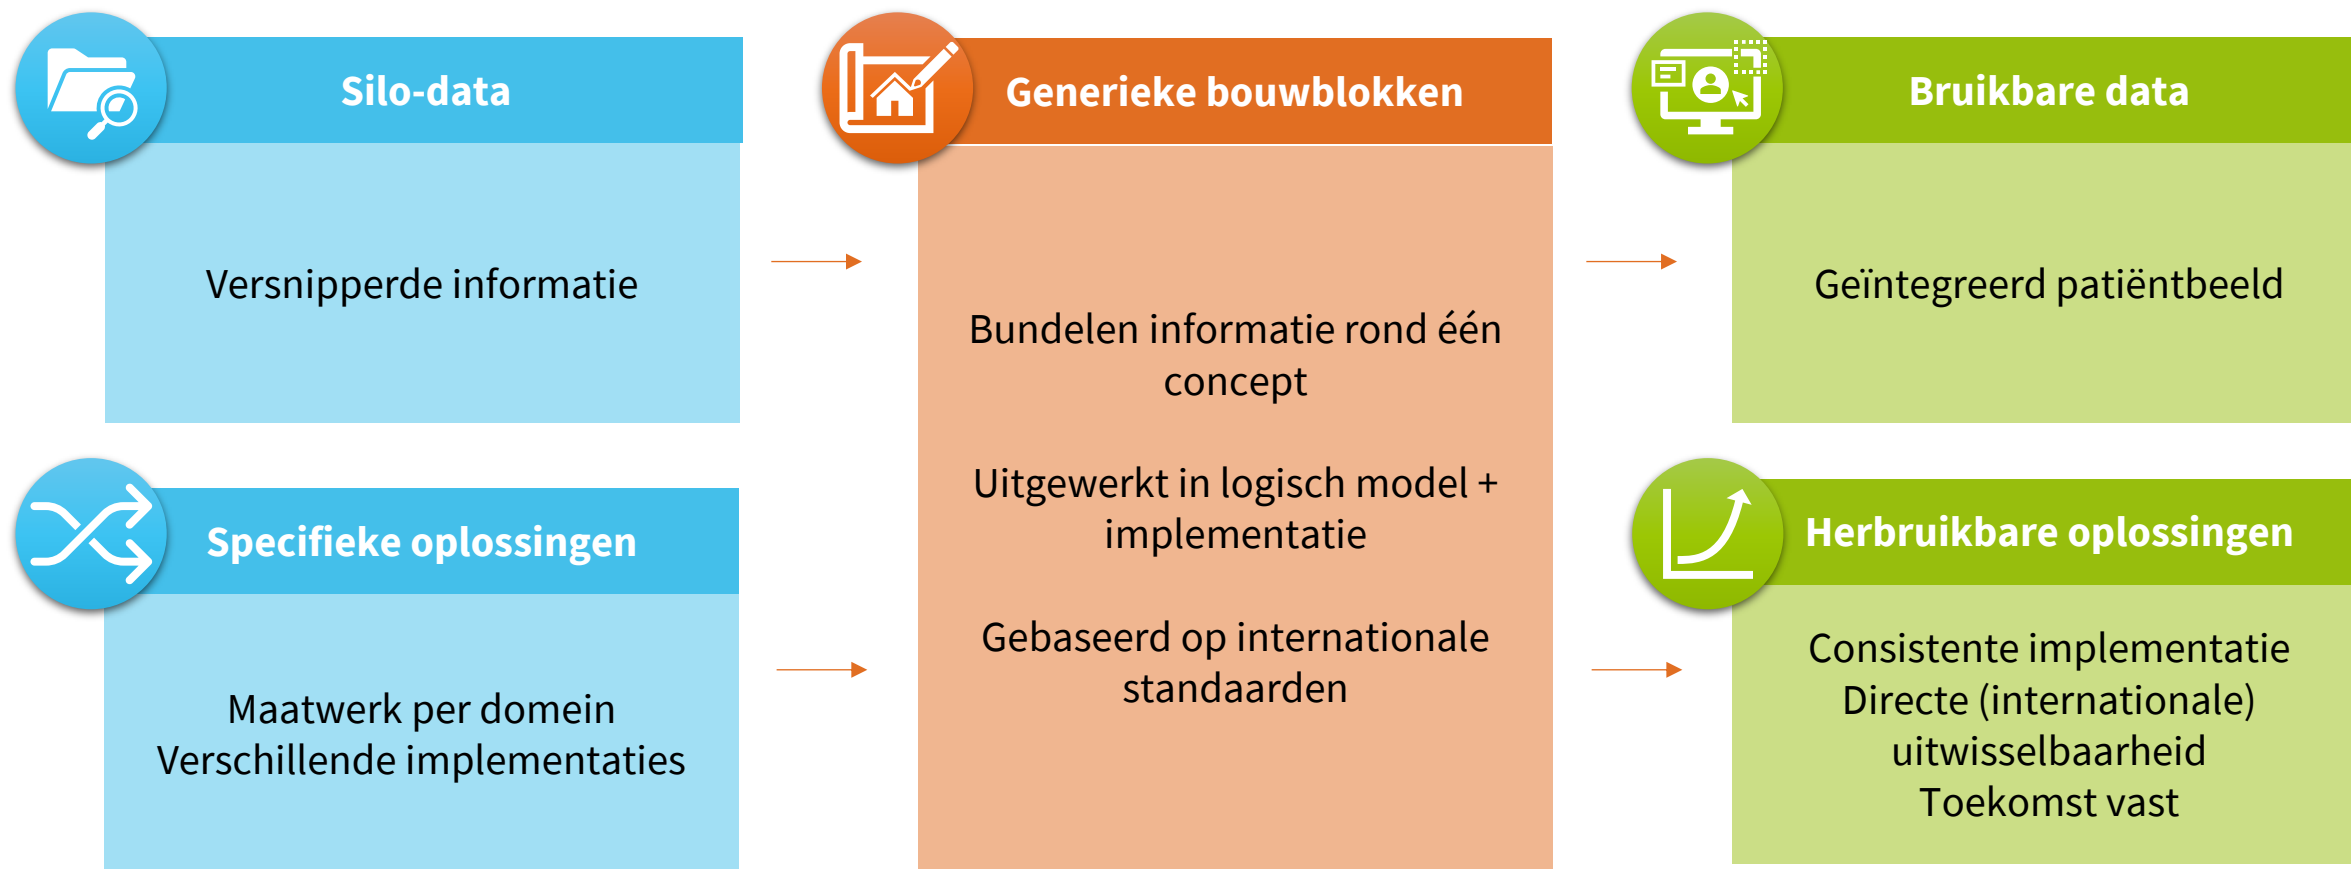 Silo-data
Versnipperde informatie
Specifieke oplossingen
Maatwerk per domein
Verschillende implementaties
Generieke bouwblokken
Bundelen informatie rond één
concept
Uitgewerkt in logisch model +
implementatie
Gebaseerd op internationale
standaarden
Bruikbare data
Geïntegreerd patiëntbeeld
Herbruikbare oplossingen
Consistente implementatie
Directe (internationale)
uitwisselbaarheid
Toekomst vast